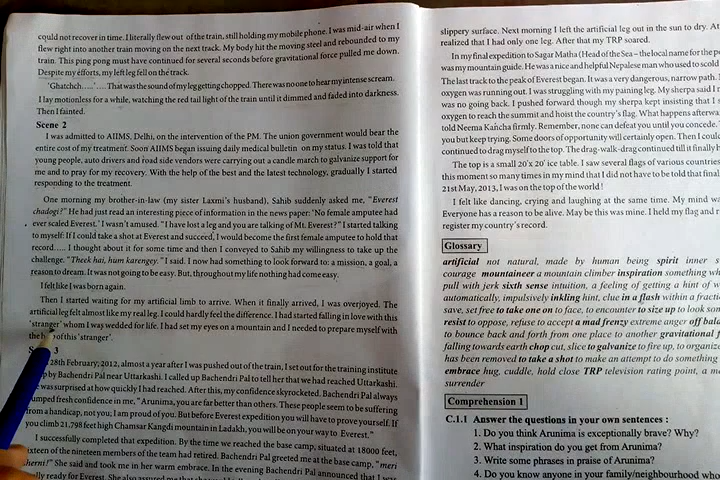 could not recover in time. I literally flew out of the train, still holding my mobile phone. I was mid-air when I
flew right into another train moving on the next track. My body hit the moving steel and rebounded to my
train. This ping pong must have continued for several seconds before gravitational force pulled me down.
Despite my efforts, my left leg fell on the track.
'Ghatchch.....'.... That was the sound of my leg getting chopped. There was no one to hear my intense scream.
I lay motionless for a while, watching the red tail light of the train until it dimmed and faded into darkness.
Then I fainted.
Scene 2
I was admitted to AIIMS, Delhi, on the intervention of the PM. The union government would bear the
entire cost of my treatment. Soon AIIMS began issuing daily medical bulletin on my status. I was told that
young people, auto drivers and road side vendors were carrying out a candle march to galvanize support for
me and to pray for my recovery. With the help of the best and the latest technology, gradually I started
responding to the treatment.
One morning my brother-in-law (my sister Laxmi's husband), Sahib suddenly asked me, "Everest
chadogi?" He had just read an interesting piece of information in the news paper: 'No female amputee had
ever scaled Everest.' I wasn't amused. "I have lost a leg and you are talking of Mt. Everest?" I started talking
to myself: If I could take a shot at Everest and succeed, I would become the first female amputee to hold that
record..... I thought about it for some time and then I conveyed to Sahib my willingness to take up the
challenge. "Theek hai, hum karengey." I said. I now had something to look forward to: a mission, a goal, a
reason to dream. It was not going to be easy. But, throughout my life nothing had come easy.
I felt like I was born again.
Then I started waiting for my artificial limb to arrive. When it finally arrived, I was overjoyed. The
artificial leg felt almost like my real leg. I could hardly feel the difference. I had started falling in love with this
'stranger' whom I was wedded for life. I had set my eyes on a mountain and I needed to prepare myself with
the of this 'stranger'.
3
28th February, 2012, almost a year after I was pushed out of the train, I set out for the training institute
by Bachendri Pal near Uttarkashi. I called up Bachendri Pal to tell her that we had reached Uttarkashi.
was surprised at how quickly I had reached. After this, my confidence skyrocketed. Bachendri Pal always
pumped fresh confidence in me, "Arunima, you are far better than others. These people seem to be suffering
from a handicap, not you; I am proud of you. But before Everest expedition you will have to prove yourself. If
you climb 21,798 feet high Chamsar Kangdi mountain in Ladakh, you will be on your way to Everest."
I successfully completed that expedition. By the time we reached the base camp, situated at 18000 feet,
sixteen of the nineteen members of the team had retired. Bachendri Pal greeted me at the base camp, "meri
sherni!" She said and took me in her warm embrace. In the evening Bachendri Pal announced that I was
ready for Everest. She also assured me that she
slippery surface. Next morning I left the artificial leg out in the sun to dry.
realized that I had only one leg. After that my TRP soared.
In my final expedition to Sagar Matha (Head of the Sea – the local name for the
was my mountain guide. He was a nice and helpful Nepalese man who used to scold
The last track to the peak of Everest began. It was a very dangerous, narrow path.
oxygen was running out. I was struggling with my paining leg. My sherpa said I
was no going back. I pushed forward though my sherpa kept insisting that I
oxygen to reach the summit and hoist the country's flag. What happens afterwa
told Neema Kancha firmly. Remember, none can defeat you until you concede.
you but keep trying. Some doors of opportunity will certainly open. Then I could
continued to drag myself to the top. The drag-walk-drag continued till it finally
The top is a small 20'x 20' ice table. I saw several flags of various countries
this moment so many times in my mind that I did not have to be told that final
21st May, 2013, I was on the top of the world!
I felt like dancing, crying and laughing at the same time. My mind wa
Everyone has a reason to be alive. May be this was mine. I held my flag and
register my country's record.
Glossary
artificial not natural, made by human being spirit inner s
courage mountaineer a mountain climber inspiration something wh
pull with jerk sixth sense intuition, a feeling of getting a hint of
automatically, impulsively inkling hint, clue in a flash within a fract
save, set free to take one on to face, to encounter to size up to look som
resist to oppose, refuse to accept a mad frenzy extreme anger off bala
to bounce back and forth from one place to another gravitational f
falling towards earth chop cut, slice to galvanize to fire up, to organize
has been removed to take a shot to make an attempt to do something
embrace hug, cuddle, hold close TRP television rating point, a me
surrender
Comprehension 1
C.1.1 Answer the questions in your own sentences :
1. Do you think Arunima is exceptionally brave? Why?
2. What inspiration do you get from Arunima?
3. Write some phrases in praise of Arunima?
4. Do you know anyone in your family/neighbourhood who